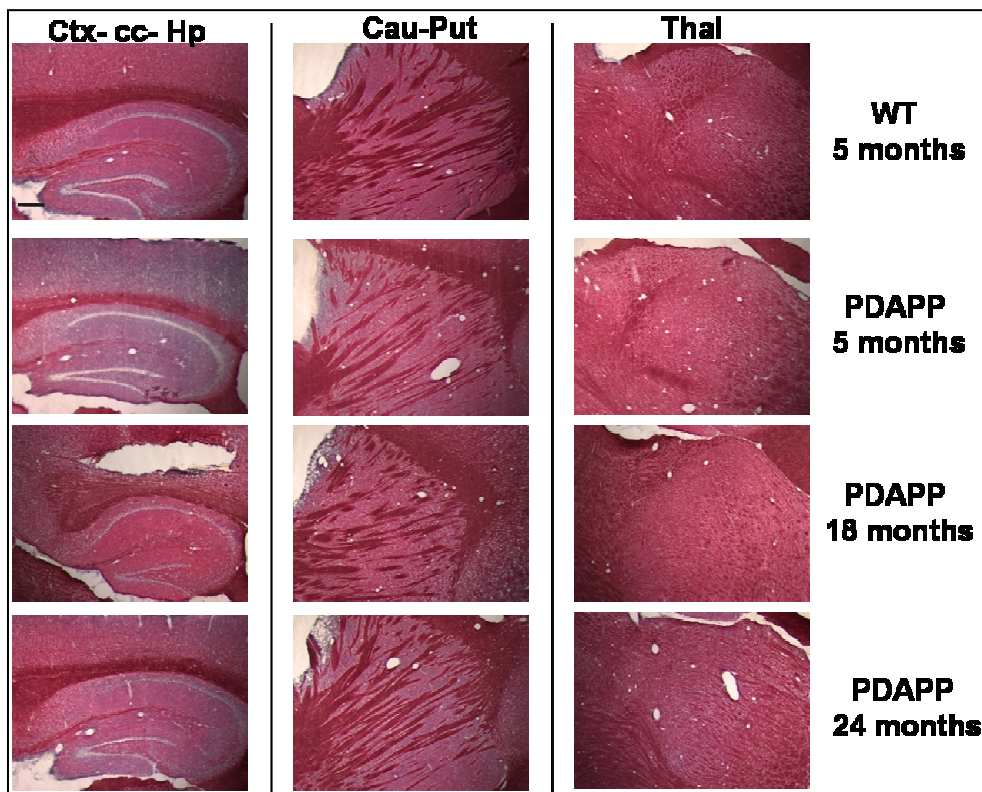 Ctx- cc- Hp
Cau-Put
Thal
WT
5 months
PDAPP
5 months
PDAPP
18 months
PDAPP
24 months